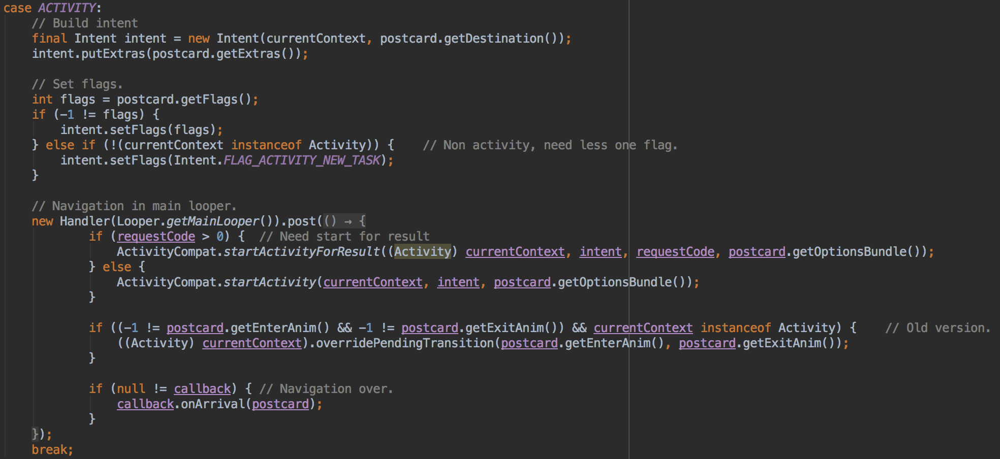 case ACTIVITY:
    // Build intent
    final Intent intent = new Intent(currentContext, postcard.getDestination());
    intent.putExtras(postcard.getExtras());

    // Set flags.
    int flags = postcard.getFlags();
    if (-1 != flags) {
        intent.setFlags(flags);
    } else if (!(currentContext instanceof Activity)) {    // Non activity, need less one flag.
        intent.setFlags(Intent.FLAG_ACTIVITY_NEW_TASK);
    }

    // Navigation in main looper.
    new Handler(Looper.getMainLooper()).post(() → {
            if (requestCode > 0) {  // Need start for result
                ActivityCompat.startActivityForResult((Activity) currentContext, intent, requestCode, postcard.getOptionsBundle());
            } else {
                ActivityCompat.startActivity(currentContext, intent, postcard.getOptionsBundle());
            }

            if ((-1 != postcard.getEnterAnim() && -1 != postcard.getExitAnim()) && currentContext instanceof Activity) {    // Old version.
                ((Activity) currentContext).overridePendingTransition(postcard.getEnterAnim(), postcard.getExitAnim());
            }

            if (null != callback) { // Navigation over.
                callback.onArrival(postcard);
            }
    });
    break;